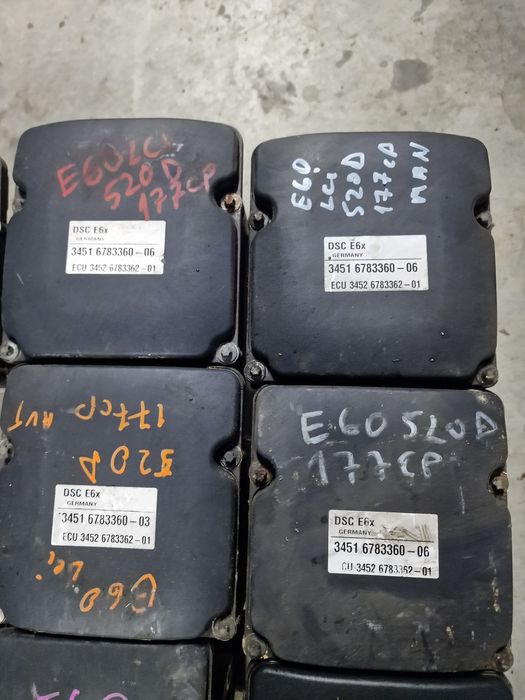 E60 LCI
520D
177CP
DSC E6x
GERMANY
3451 6783360-06
ECU 3452 6783362-01
E60
LCI
520D
177CP
MAN
DSC E6x
GERMANY
3451 6783360-06
ECU 3452 6783362-01
177CP AUT
520D
E60 LCi
DSC E6x
GERMANY
3451 6783360-03
ECU 3452 6783362-01
E60 520D
177CP
DSC E6x
GERMANY
3451 6783360-06
CU 3452 6783362-01
E60